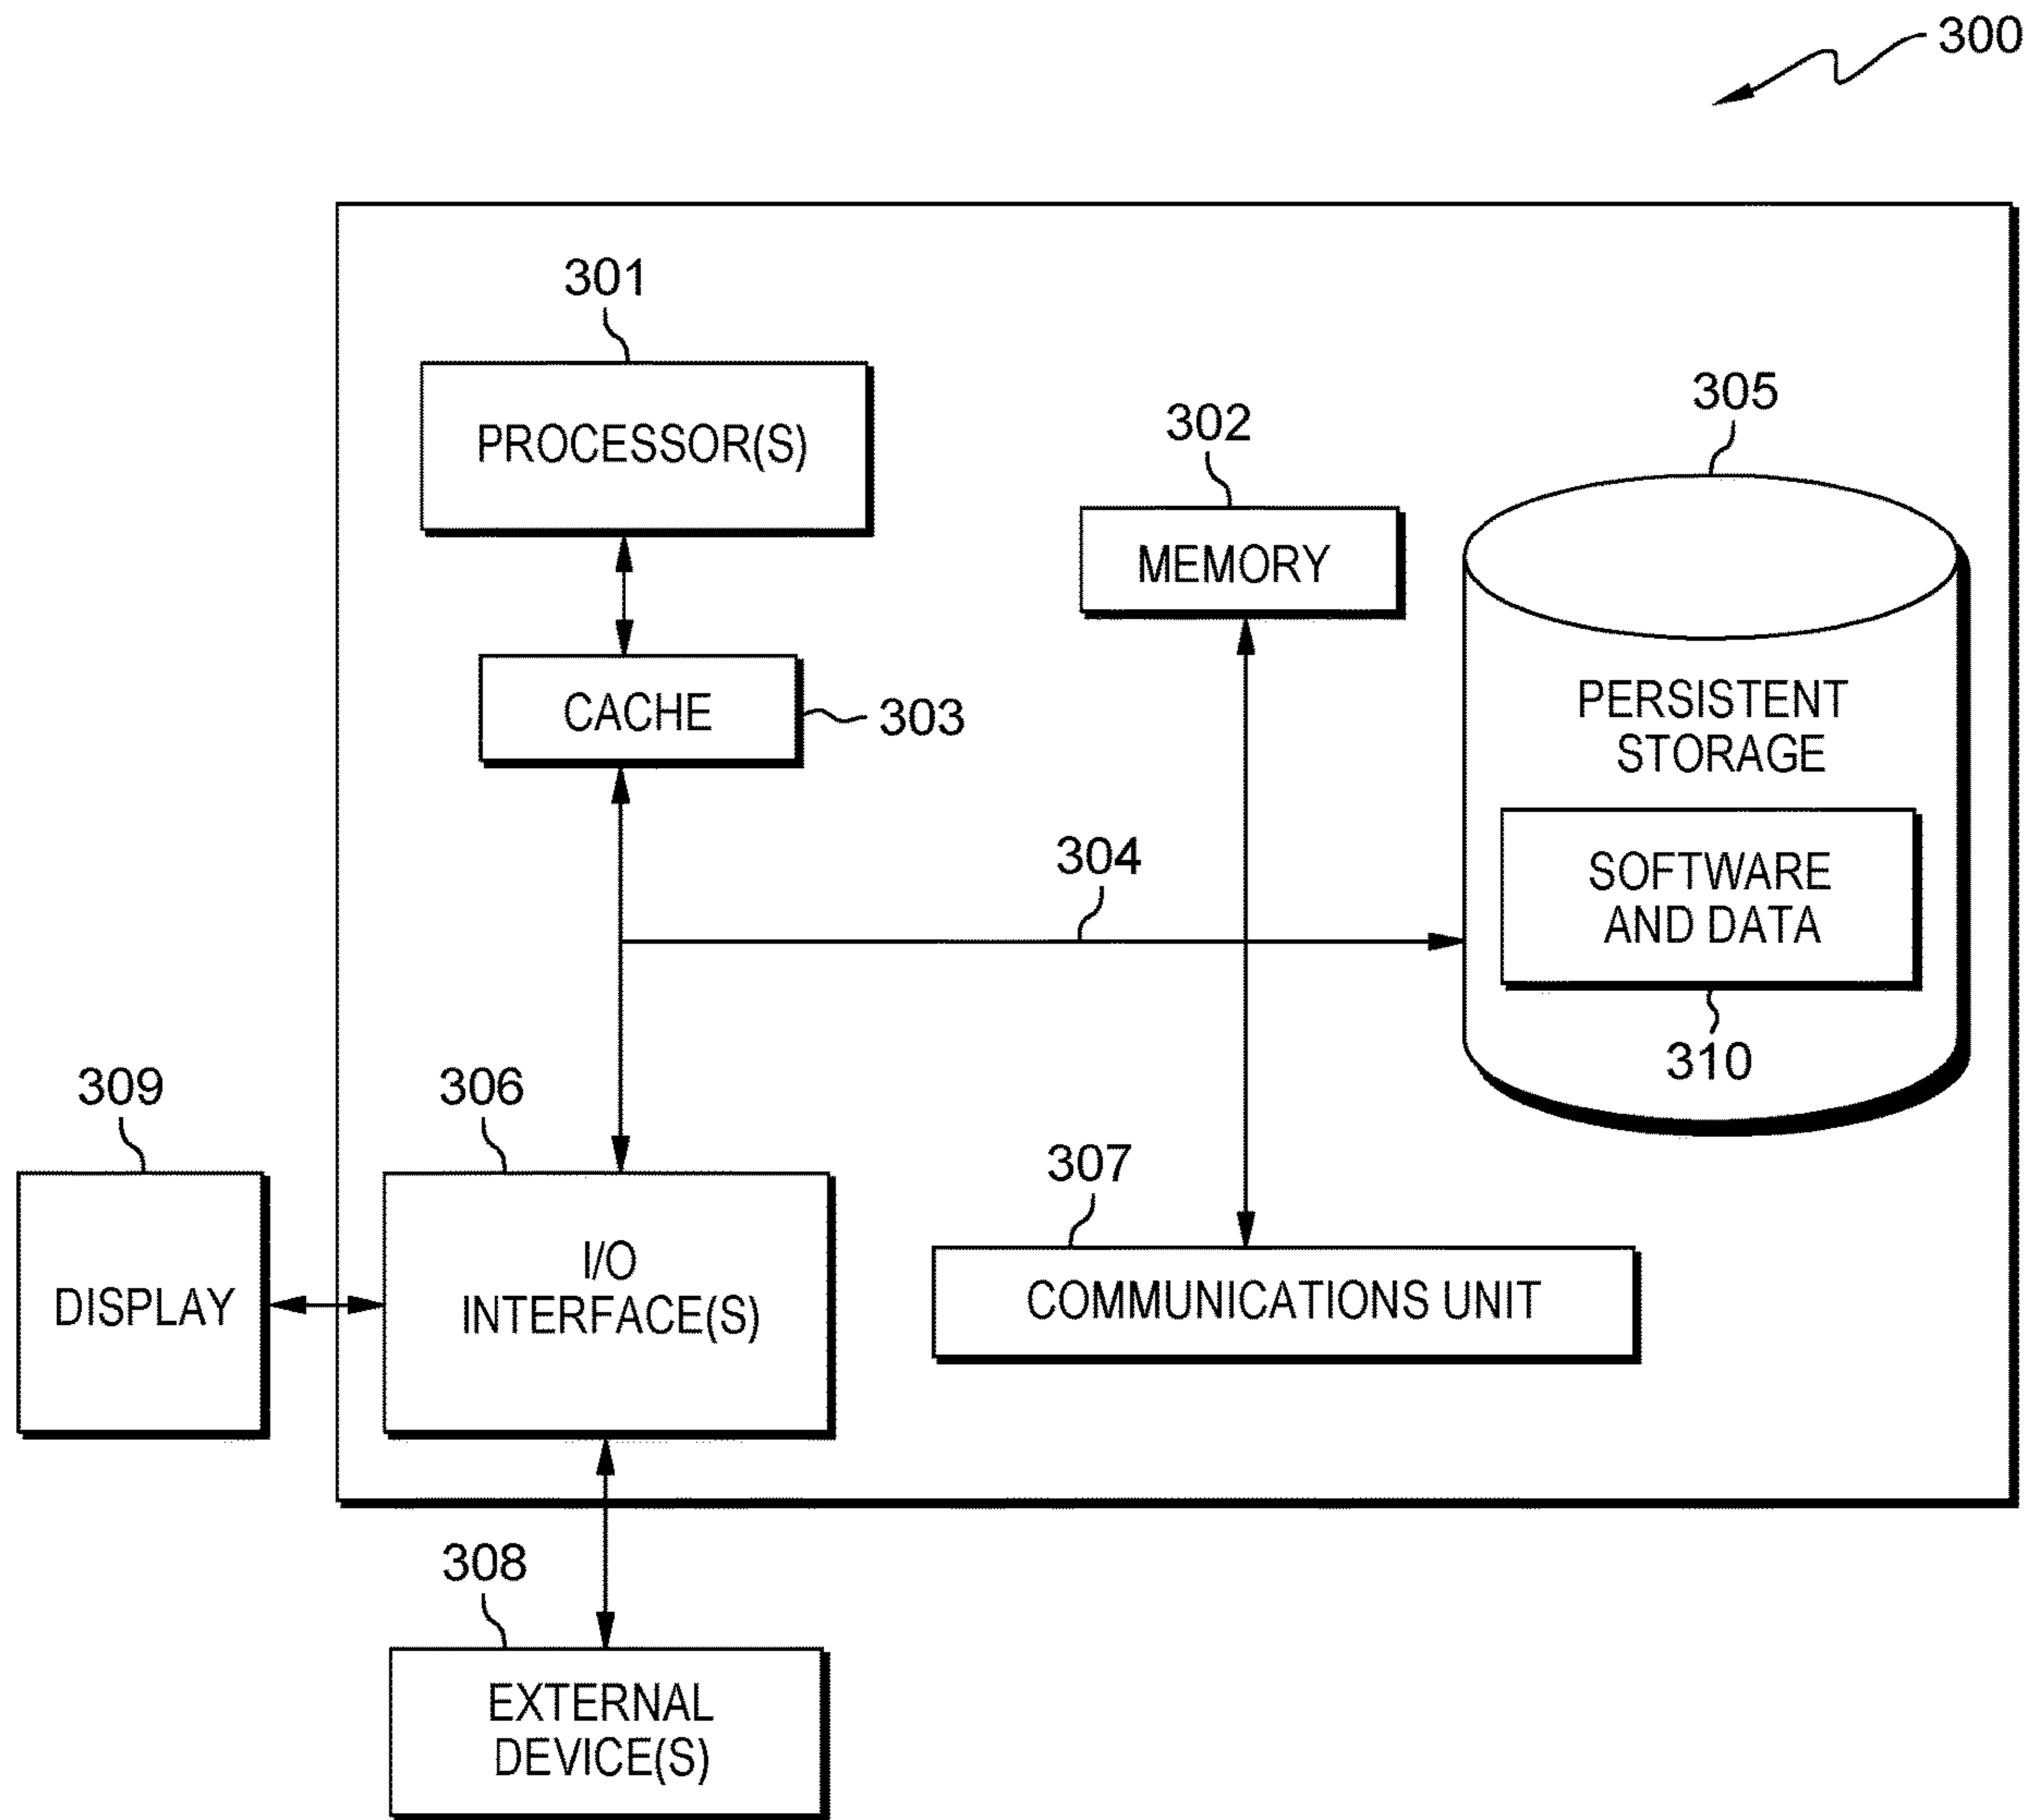 300
301
PROCESSOR(S)
302
MEMORY
305
CACHE
303
PERSISTENT
STORAGE
304
SOFTWARE
AND DATA
310
309
306
307
DISPLAY
I/O
INTERFACE(S)
COMMUNICATIONS UNIT
308
EXTERNAL
DEVICE(S)